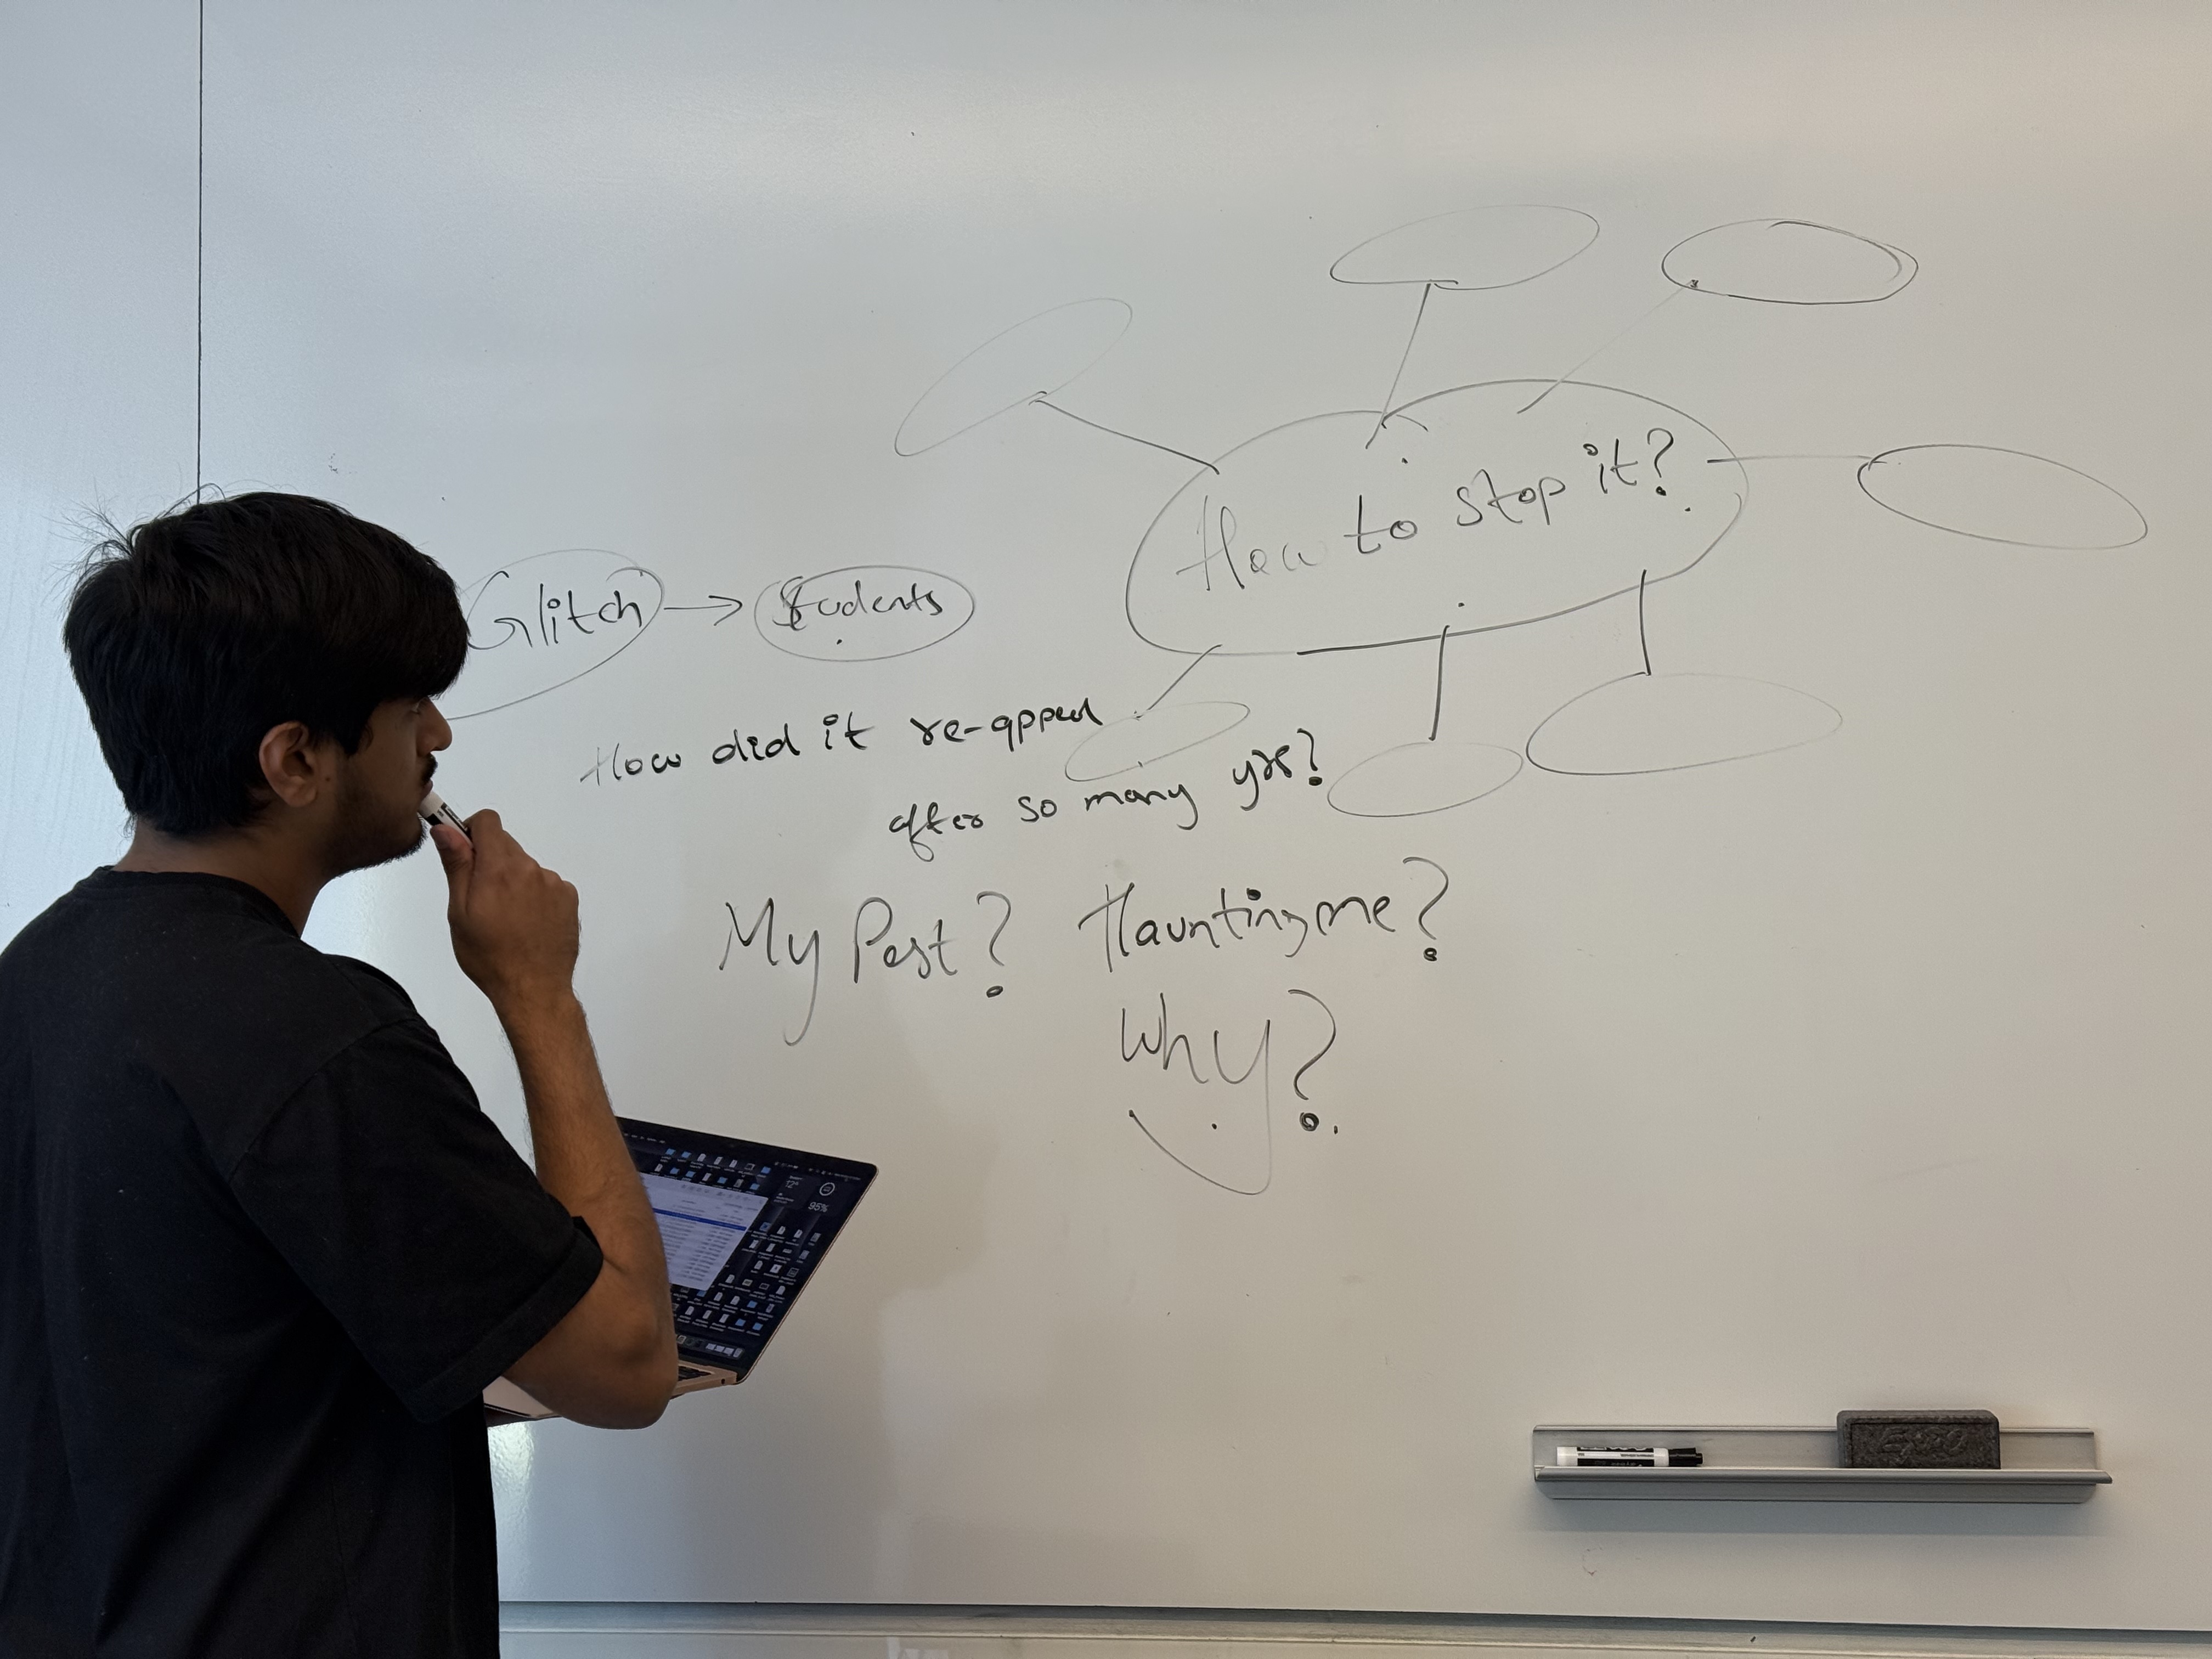 How to stop it?
Glitch → Students
How did it re-appeed
after so many yrs?
My Past? Haunting me?
Why?
95%
Expo